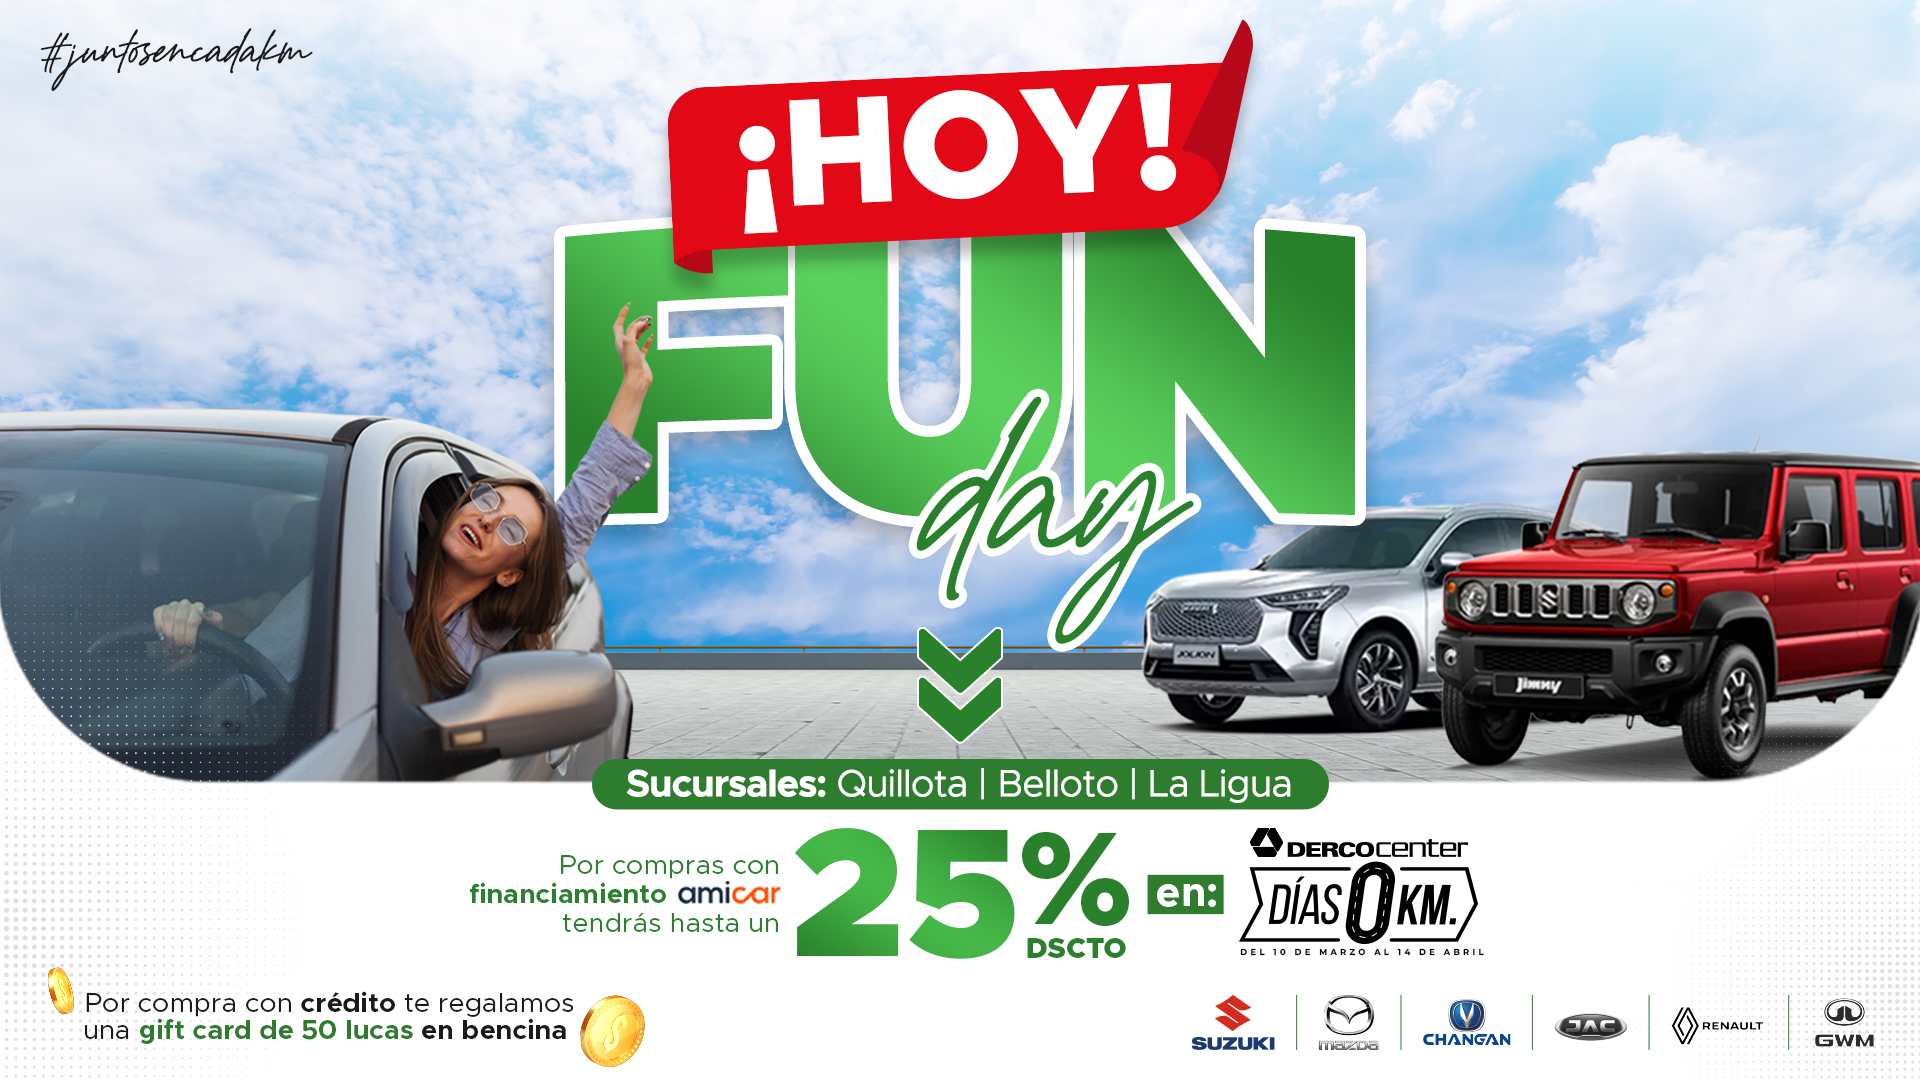 #juntosencadakm
¡HOY!
FUN
day
JOLION
Jimny
Sucursales: Quillota | Belloto | La Ligua
Por compras con
financiamiento amicar
tendrás hasta un
25%
DSCTO
en:
DERCOCENTER
DÍAS 0 KM.
DEL 10 DE MARZO AL 14 DE ABRIL
Por compra con crédito te regalamos
una gift card de 50 lucas en bencina
SUZUKI
mazda
CHANGAN
JAC
RENAULT
GWM